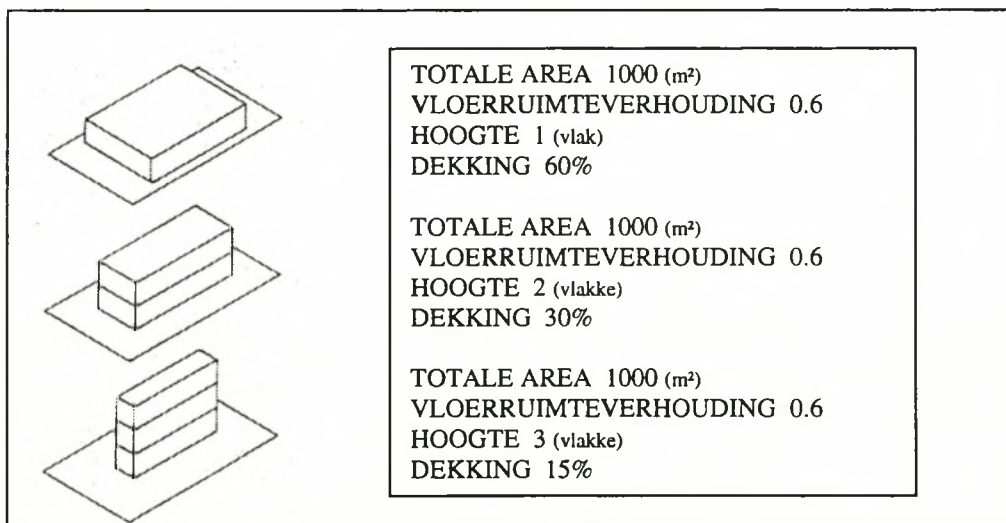 TOTALE AREA 1000 (m²)
VLOERRUIMTEVERHOUDING 0.6
HOOGTE 1 (vlak)
DEKKING 60%
TOTALE AREA 1000 (m²)
VLOERRUIMTEVERHOUDING 0.6
HOOGTE 2 (vlakke)
DEKKING 30%
TOTALE AREA 1000 (m²)
VLOERRUIMTEVERHOUDING 0.6
HOOGTE 3 (vlakke)
DEKKING 15%